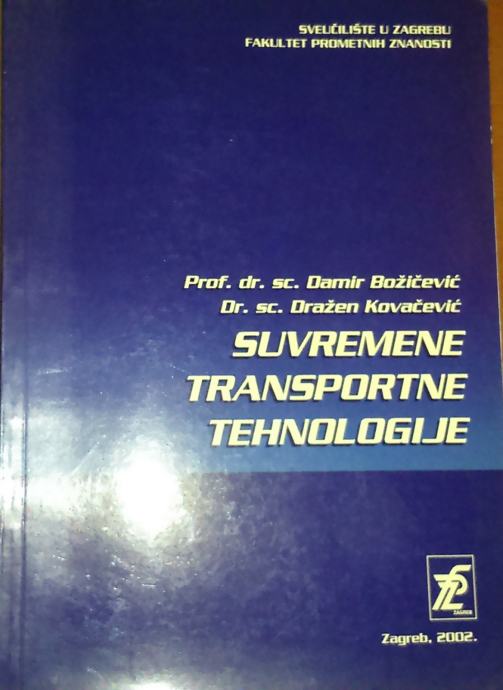 SVEUČILIŠTE U ZAGREBU
FAKULTET PROMETNIH ZNANOSTI
Prof. dr. sc. Damir Božičević
Dr. sc. Dražen Kovačević
SUVREMENE
TRANSPORTNE
TEHNOLOGIJE
ZAGREB
Zagreb, 2002.